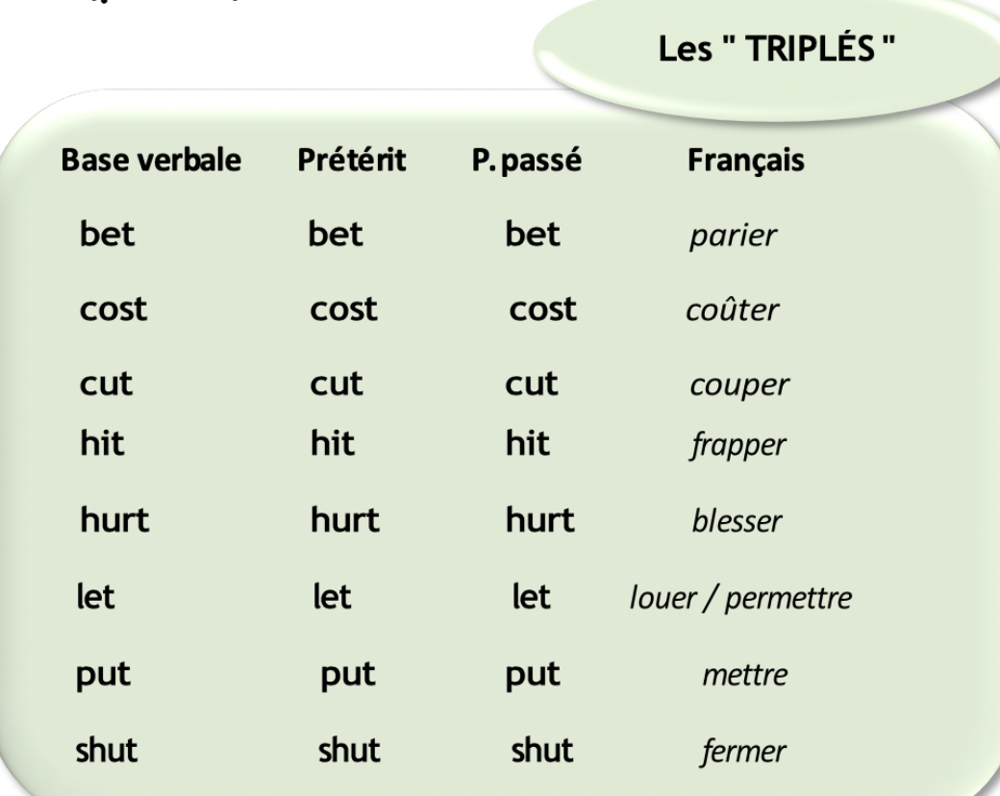 Les " TRIPLÉS "
Base verbale Prétérit P. passé Français
bet bet bet parier
cost cost cost coûter
cut cut cut couper
hit hit hit frapper
hurt hurt hurt blesser
let let let louer / permettre
put put put mettre
shut shut shut fermer